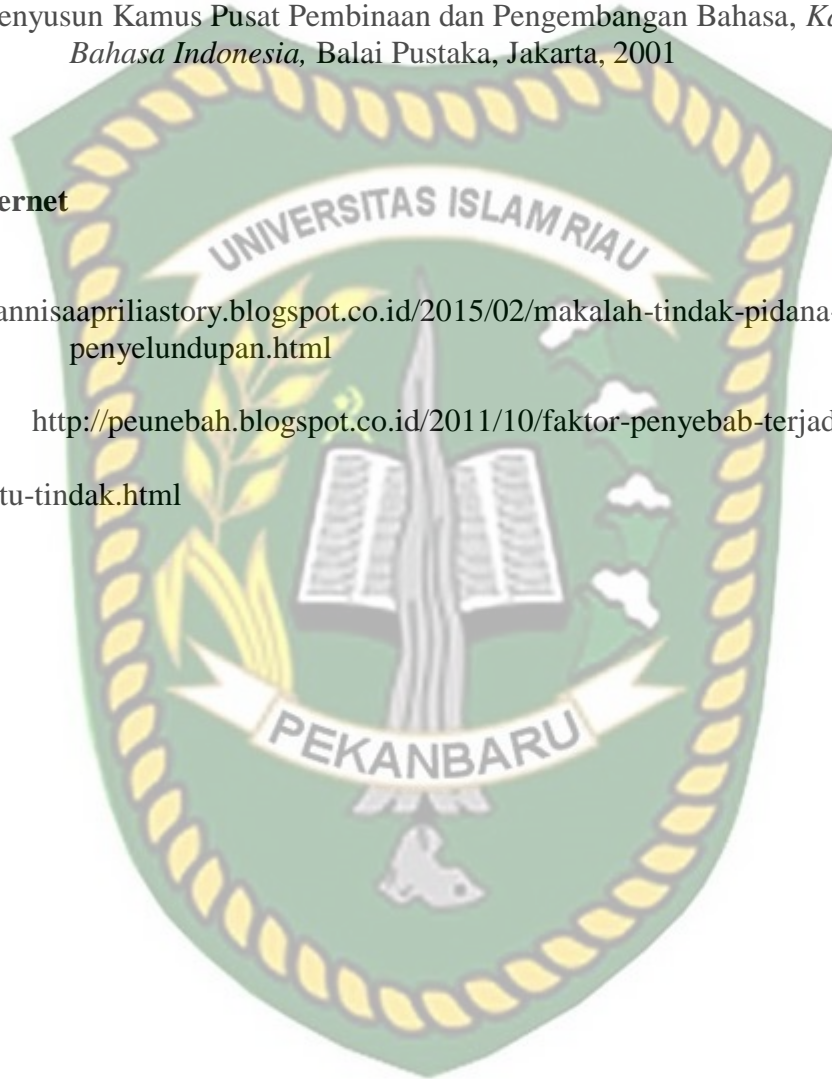 enyusun Kamus Pusat Pembinaan dan Pengembangan Bahasa, Ka
Bahasa Indonesia, Balai Pustaka, Jakarta, 2001
ernet
UNIVERSITAS ISLAM RIAU
annisaapriliastory.blogspot.co.id/2015/02/makalah-tindak-pidana-
penyelundupan.html
http://peunebah.blogspot.co.id/2011/10/faktor-penyebab-terjad
tu-tindak.html
PEKANBARU